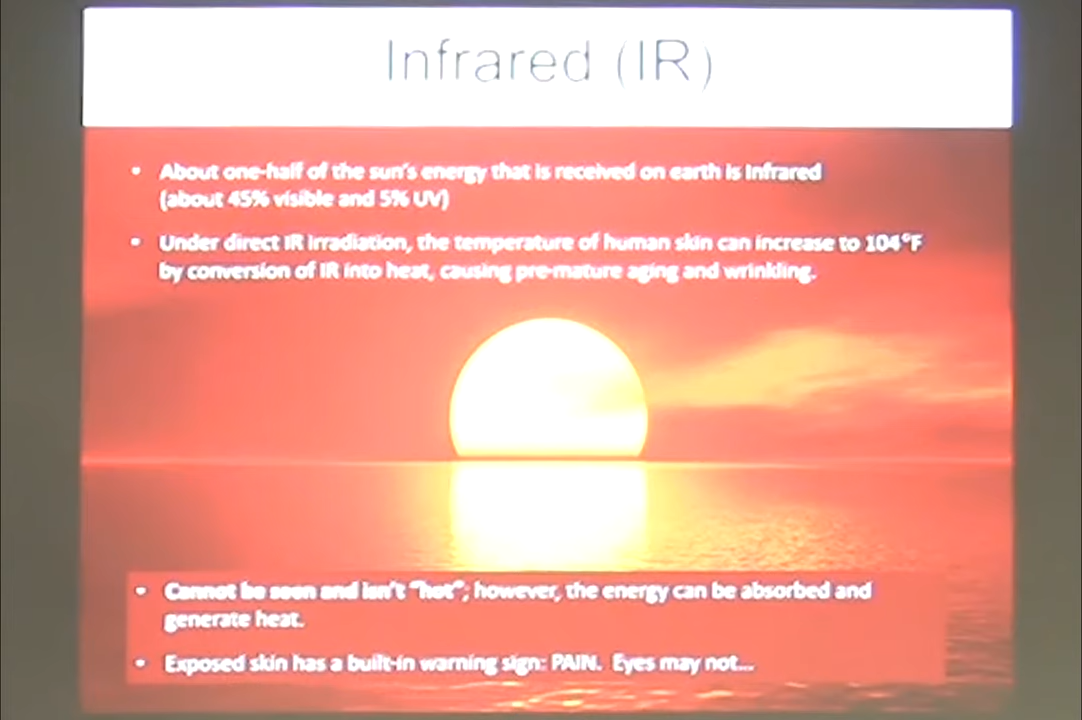 Infrared (IR)
• About one-half of the sun's energy that is received on earth is Infrared
(about 45% visible and 5% UV)
• Under direct IR irradiation, the temperature of human skin can increase to 104°F
by conversion of IR into heat, causing pre-mature aging and wrinkling.
• Cannot be seen and isn't "hot"; however, the energy can be absorbed and
generate heat.
• Exposed skin has a built-in warning sign: PAIN. Eyes may not...